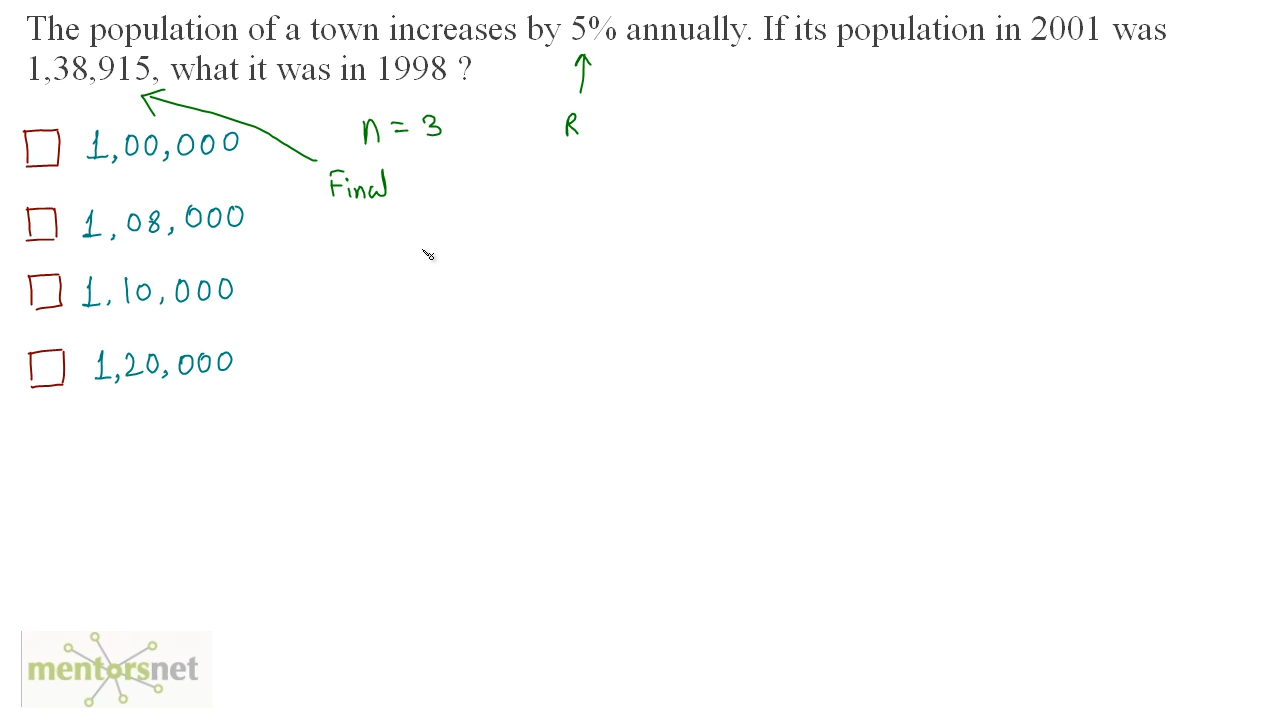 The population of a town increases by 5% annually. If its population in 2001 was
1,38,915, what it was in 1998 ?
n = 3
R
1,00,000
Final
1,08,000
1,10,000
1,20,000
mentorsnet